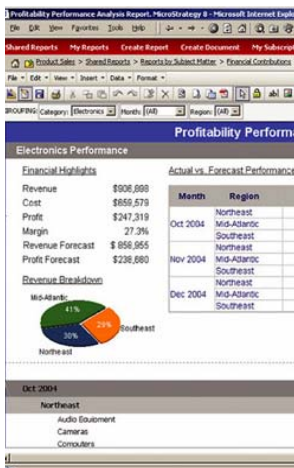 Profitability Performance Analysis Report. MicroStrategy 8 - Microsoft Internet Explo
File Edit View Favorites Tools Help
Shared Reports My Reports Create Report Create Document My Subscrip
Product Sales > Shared Reports > Reports by Subject Matter > Financial Contributions
File Edit View Insert Data Format
GROUPING: Category: Electronics Month: (All) Region: (All)
Profitability Performa
Electronics Performance
Financial Highlights
Actual vs. Forecast Performance
Revenue $906,898
Cost $659,579
Profit $247,319
Margin 27.3%
Revenue Forecast $ 858,955
Profit Forecast $238,680
Month Region
Oct 2004 Northeast
Mid-Atlantic
Southeast
Nov 2004 Northeast
Mid-Atlantic
Southeast
Dec 2004 Northeast
Mid-Atlantic
Southeast
Revenue Breakdown
Mid-Atlantic
41%
29%
Southeast
30%
Northeast
Oct 2004
Northeast
Audio Equipment
Cameras
Computers